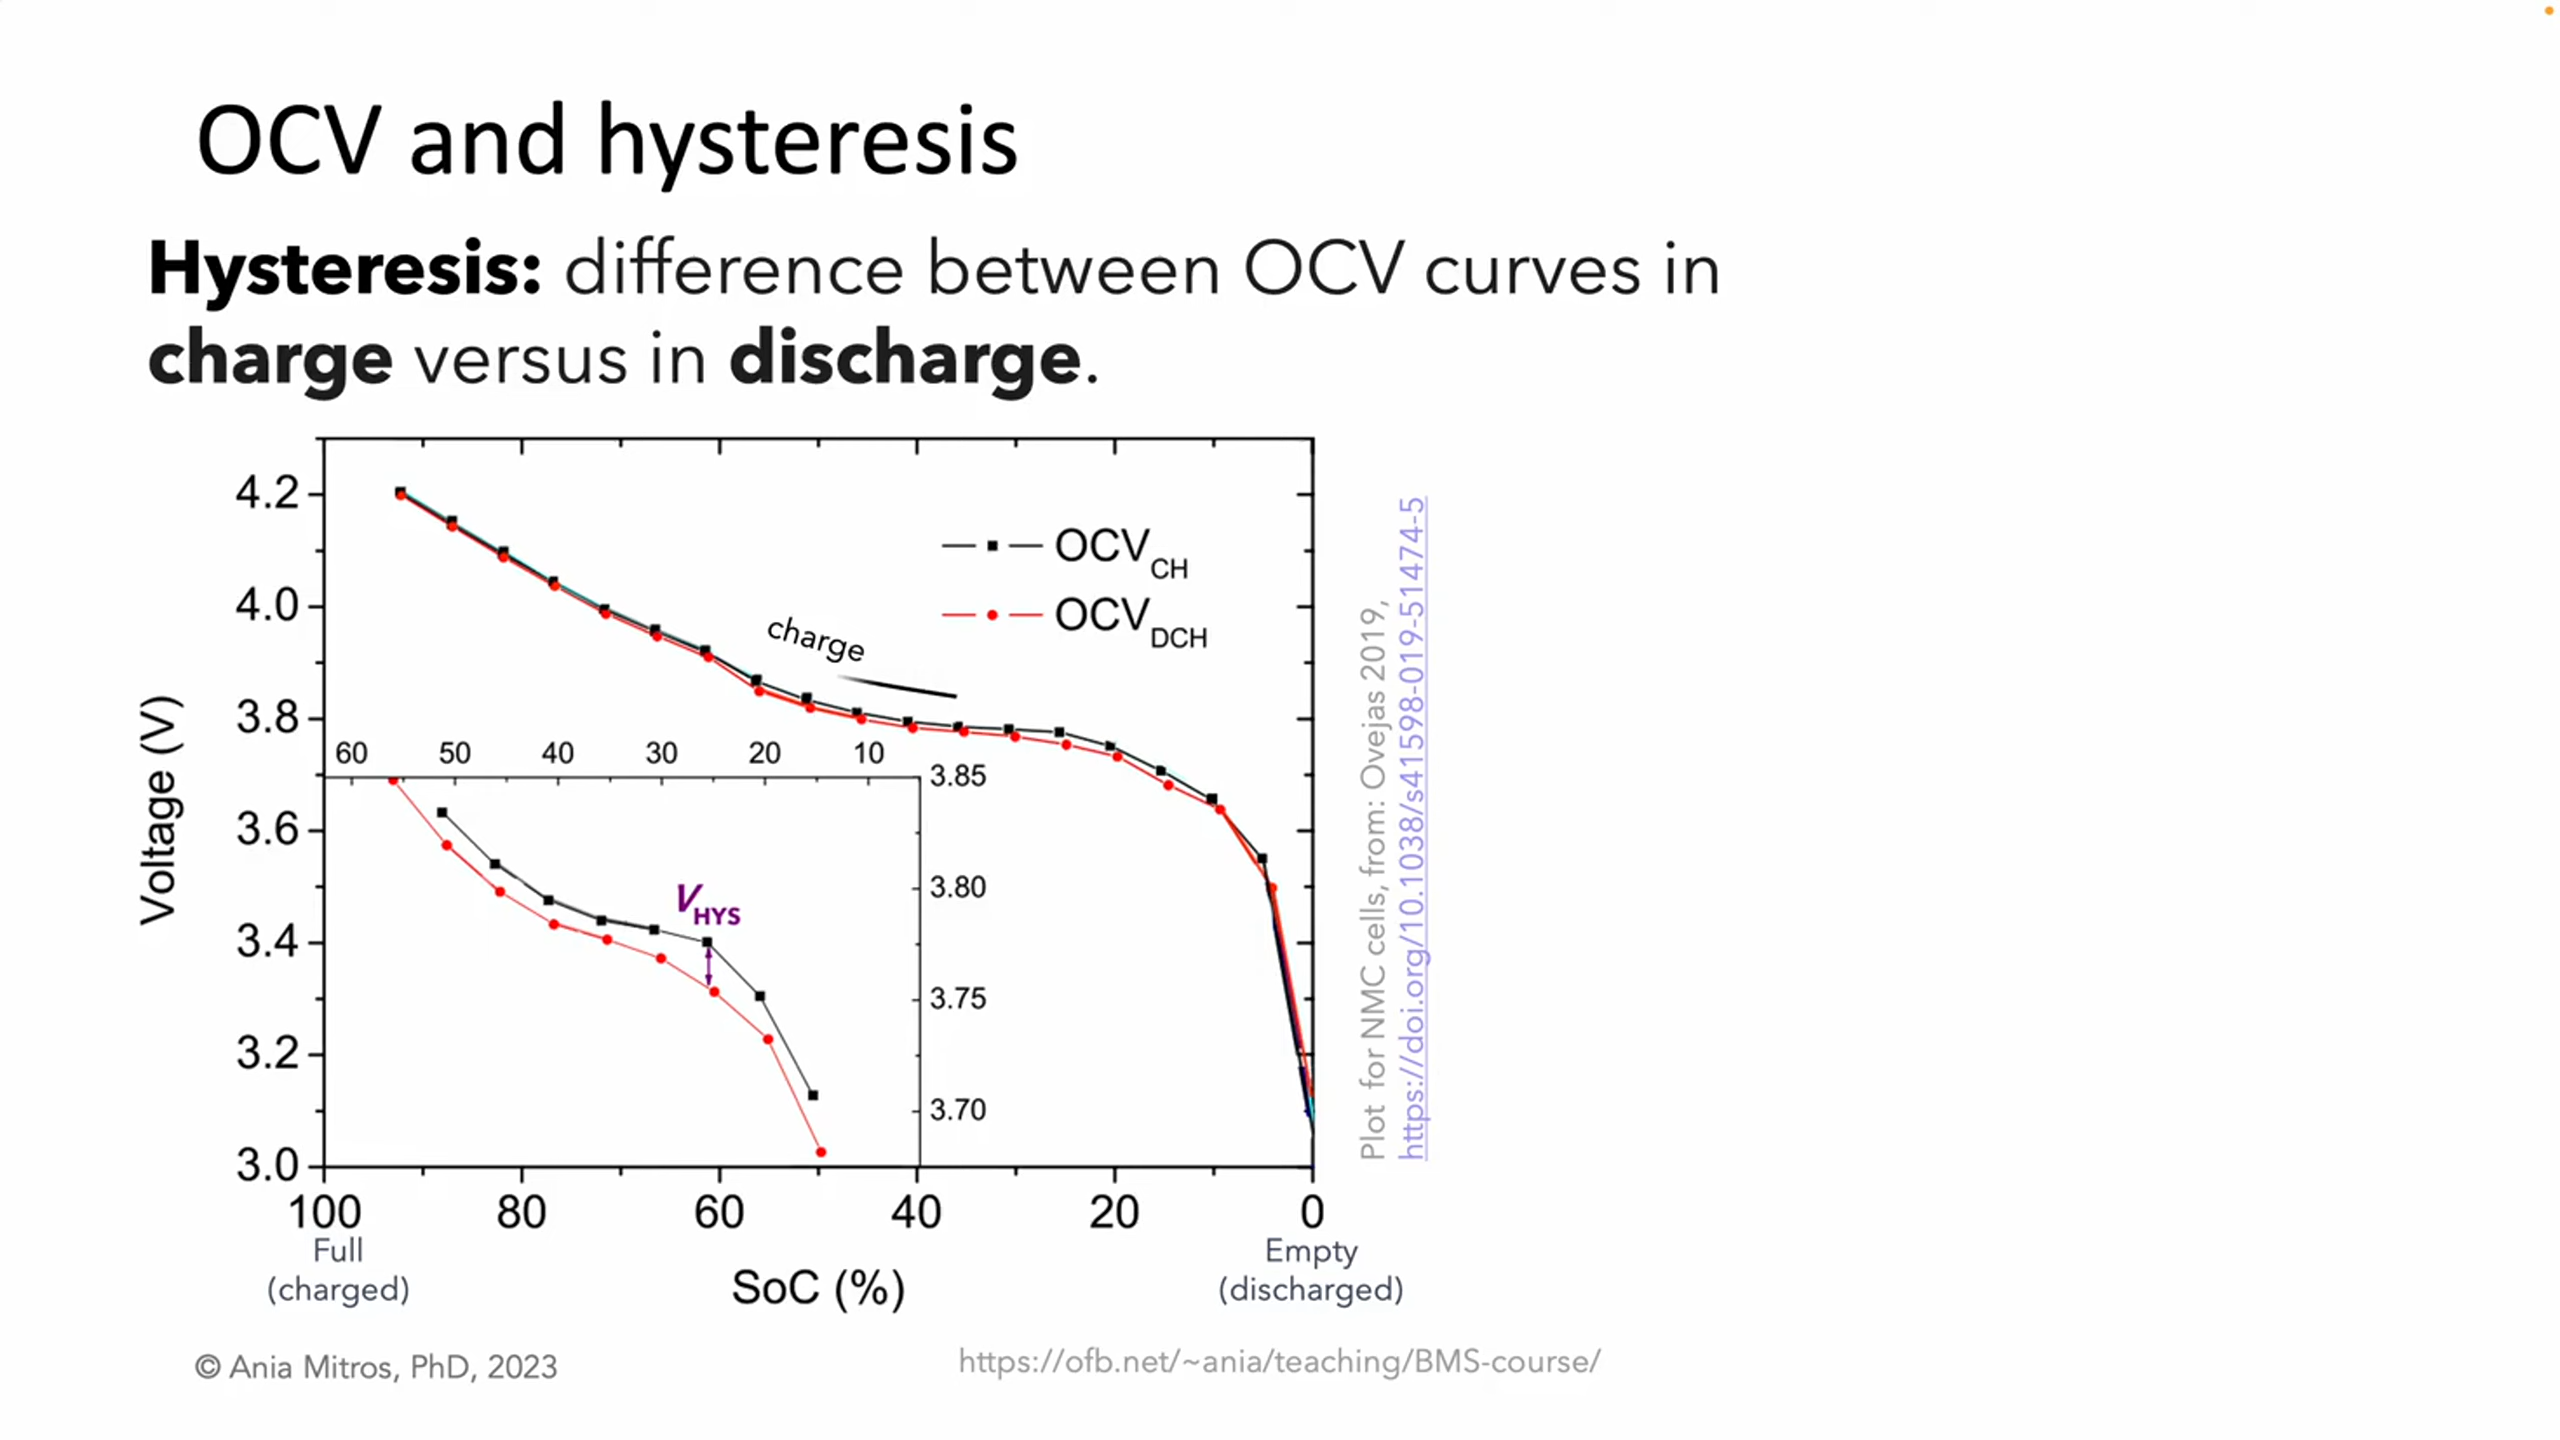 OCV and hysteresis
Hysteresis: difference between OCV curves in
charge versus in discharge.
4.2
4.0
3.8
3.6
3.4
3.2
3.0
Voltage (V)
OCVCH
OCVDCH
charge
60 50 40 30 20 10
3.85
3.80
3.75
3.70
VHYS
100 80 60 40 20 0
Full
(charged)
Empty
(discharged)
SoC (%)
Plot for NMC cells, from: Ovejas 2019,
https://doi.org/10.1038/s41598-019-51474-5
© Ania Mitros, PhD, 2023
https://ofb.net/~ania/teaching/BMS-course/